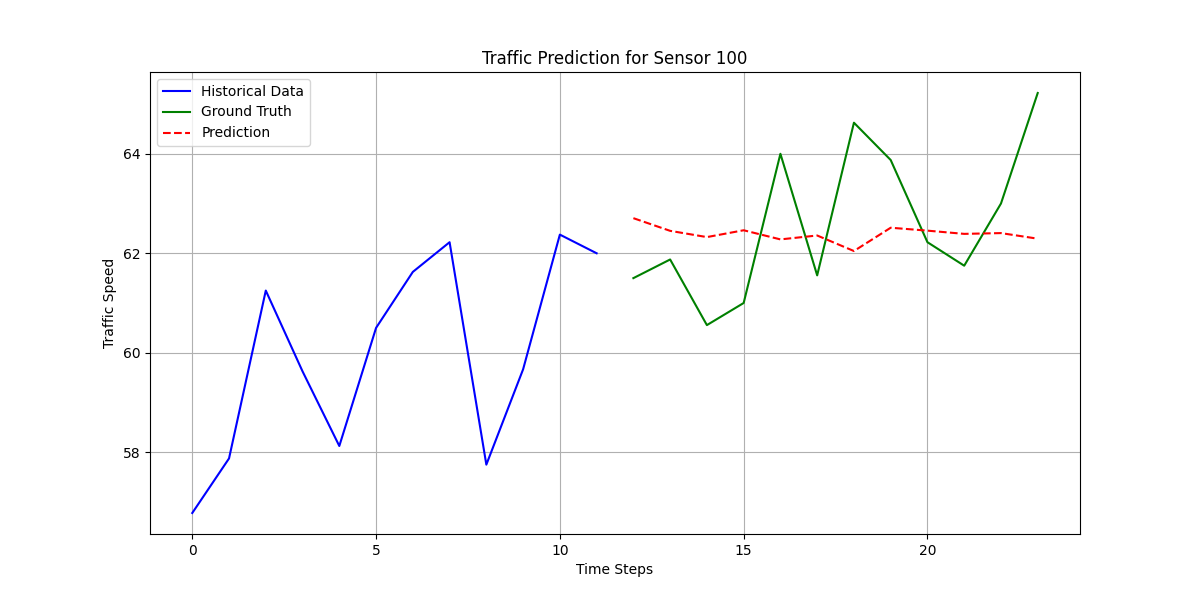 Traffic Prediction for Sensor 100
Historical Data
Ground Truth
Prediction
Traffic Speed
64
62
60
58
0 5 10 15 20
Time Steps